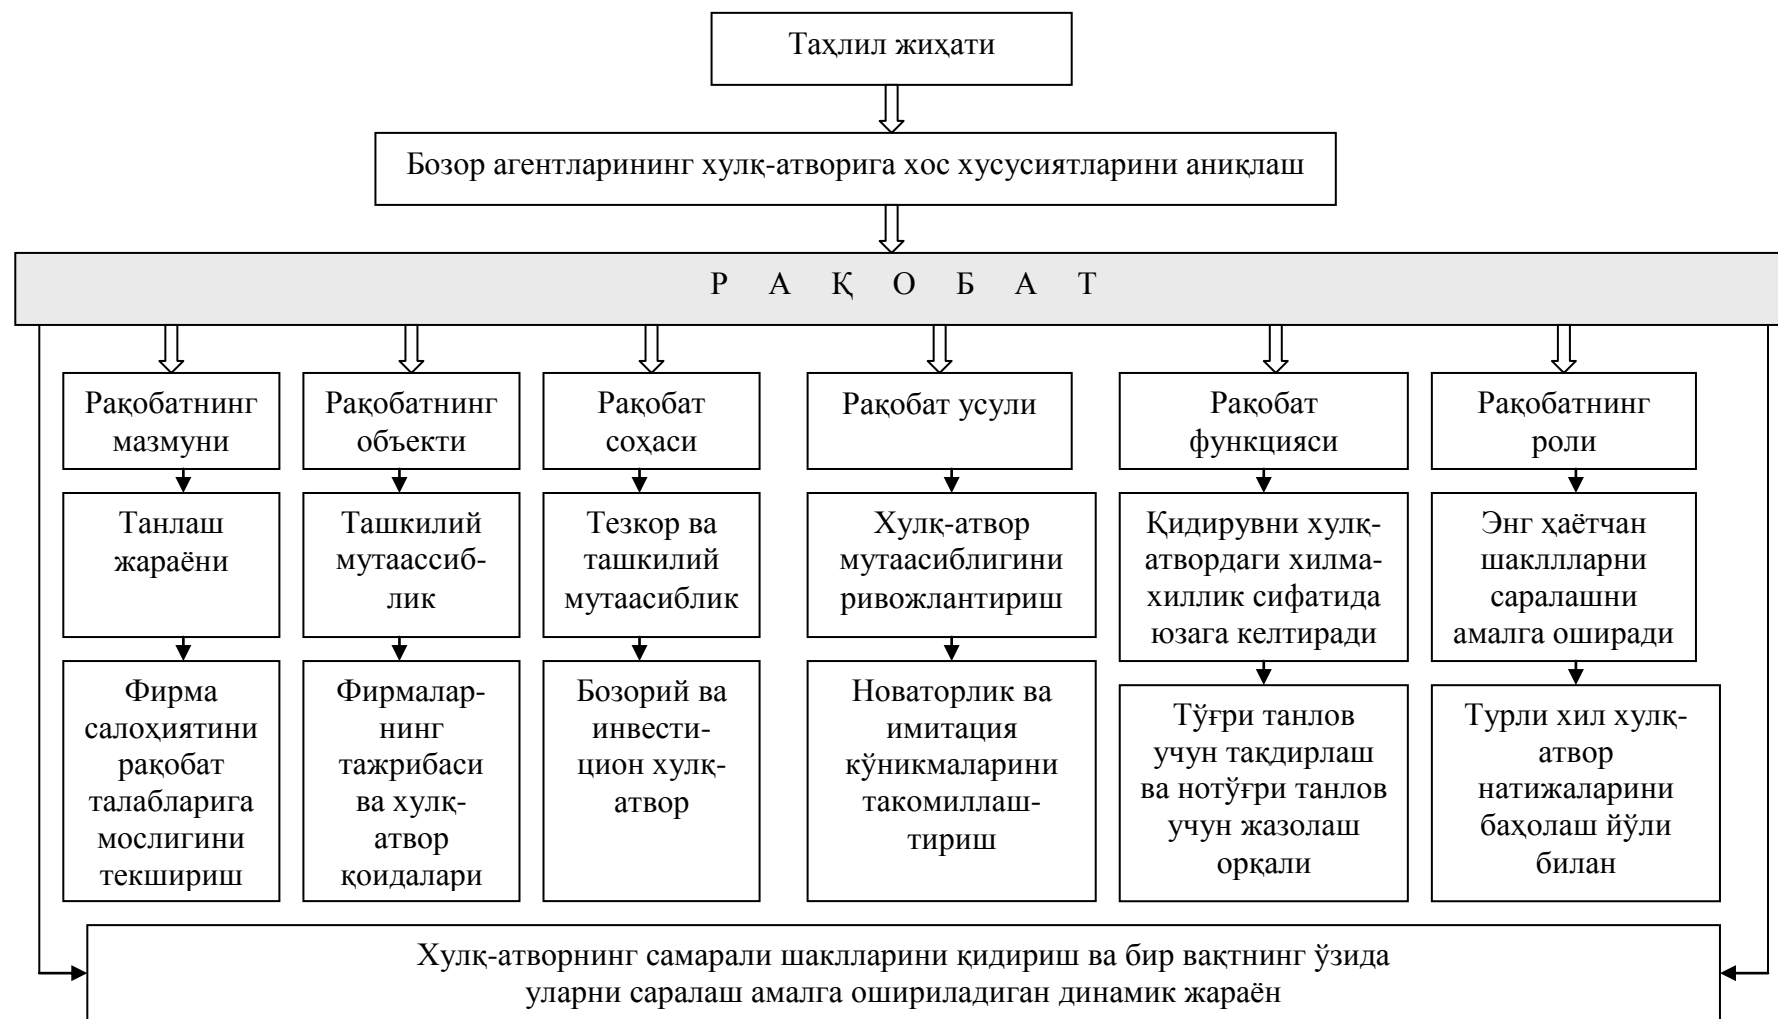 Таҳлил жиҳати
Бозор агентларининг хулқ-атворига хос хусусиятларини аниқлаш
Р А Қ О Б А Т
Рақобатнинг
мазмуни
Рақобатнинг
объекти
Рақобат
соҳаси
Рақобат усули
Рақобат
функцияси
Рақобатнинг
роли
Танлаш
жараёни
Ташкилий
мутаассиб-
лик
Тезкор ва
ташкилий
мутаасиблик
Хулқ-атвор
мутаасиблигини
ривожлантириш
Қидирувни хулқ-
атвордаги хилма-
хиллик сифатида
юзага келтиради
Энг ҳаётчан
шакллларни
саралашни
амалга оширади
Фирма
салоҳиятини
рақобат
талабларига
мослигини
текшириш
Фирмалар-
нинг
тажрибаси
ва хулқ-
атвор
қоидалари
Бозорий ва
инвести-
цион хулқ-
атвор
Новаторлик ва
имитация
кўникмаларини
такомиллаш-
тириш
Тўғри танлов
учун тақдирлаш
ва нотўғри танлов
учун жазолаш
орқали
Турли хил хулқ-
атвор
натижаларини
баҳолаш йўли
билан
Хулқ-атворнинг самарали шаклларини қидириш ва бир вақтнинг ўзида
уларни саралаш амалга ошириладиган динамик жараён